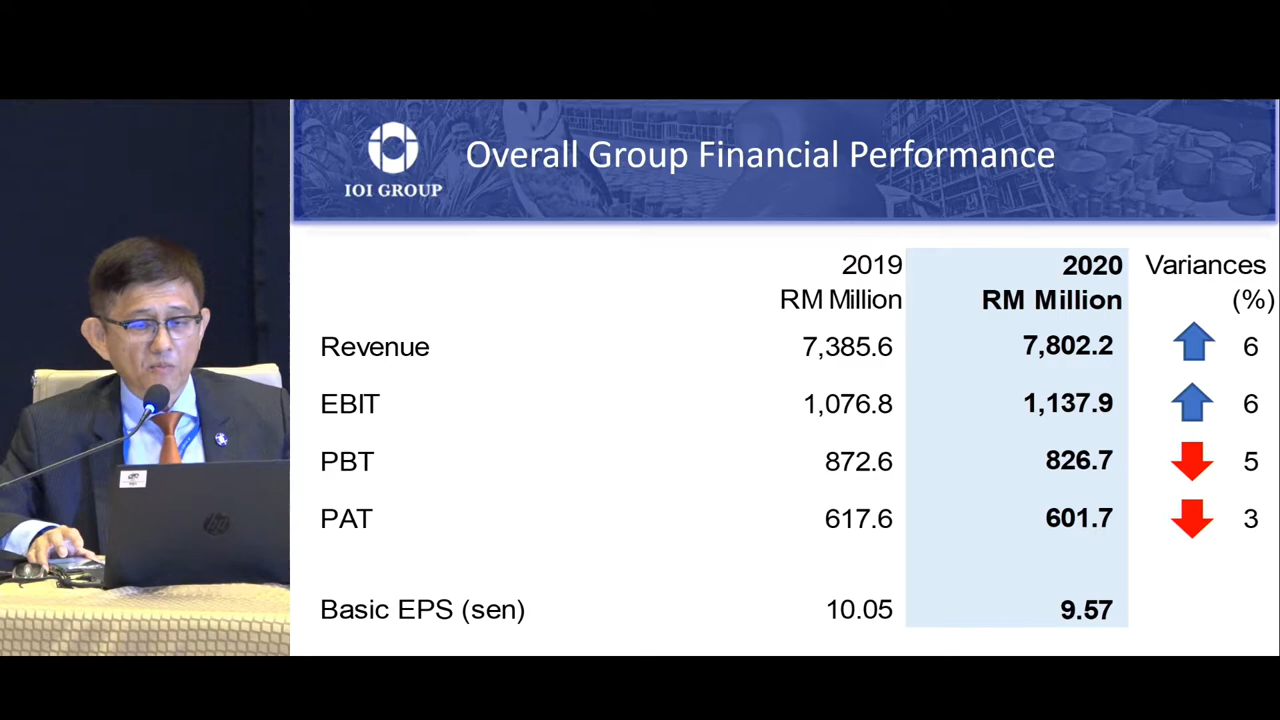 IOI GROUP
Overall Group Financial Performance
2019 2020 Variances
RM Million RM Million (%)
Revenue 7,385.6 7,802.2 6
EBIT 1,076.8 1,137.9 6
PBT 872.6 826.7 5
PAT 617.6 601.7 3
Basic EPS (sen) 10.05 9.57
hp